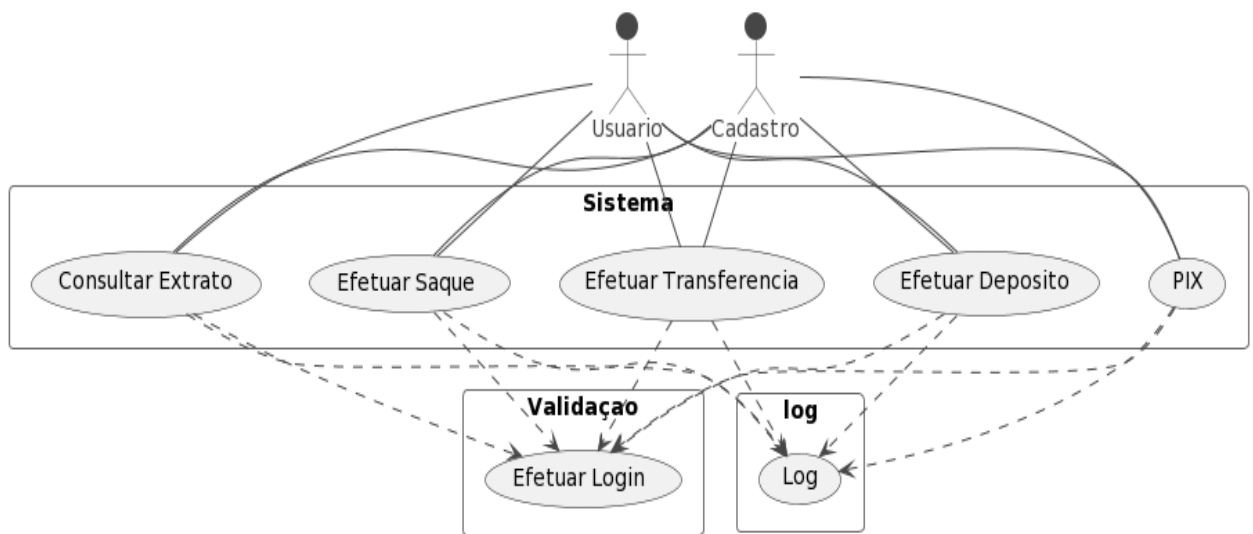 Usuario
Cadastro
Sistema
Consultar Extrato
Efetuar Saque
Efetuar Transferencia
Efetuar Deposito
PIX
Validaçao
log
Efetuar Login
Log